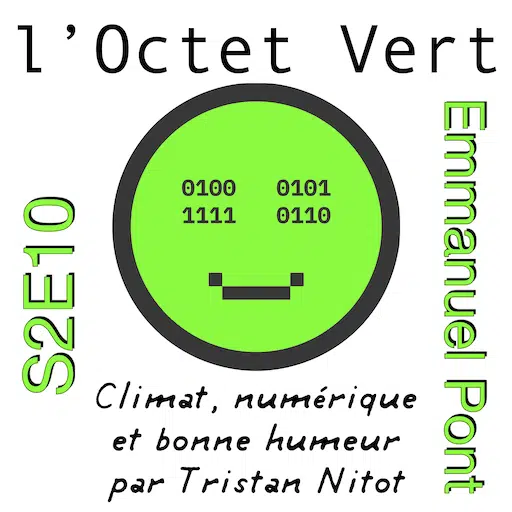 l'Octet Vert
0100 0101
1111 0110
S2E10
Emmanuel Pont
Climat, numérique
et bonne humeur
par Tristan Nitot